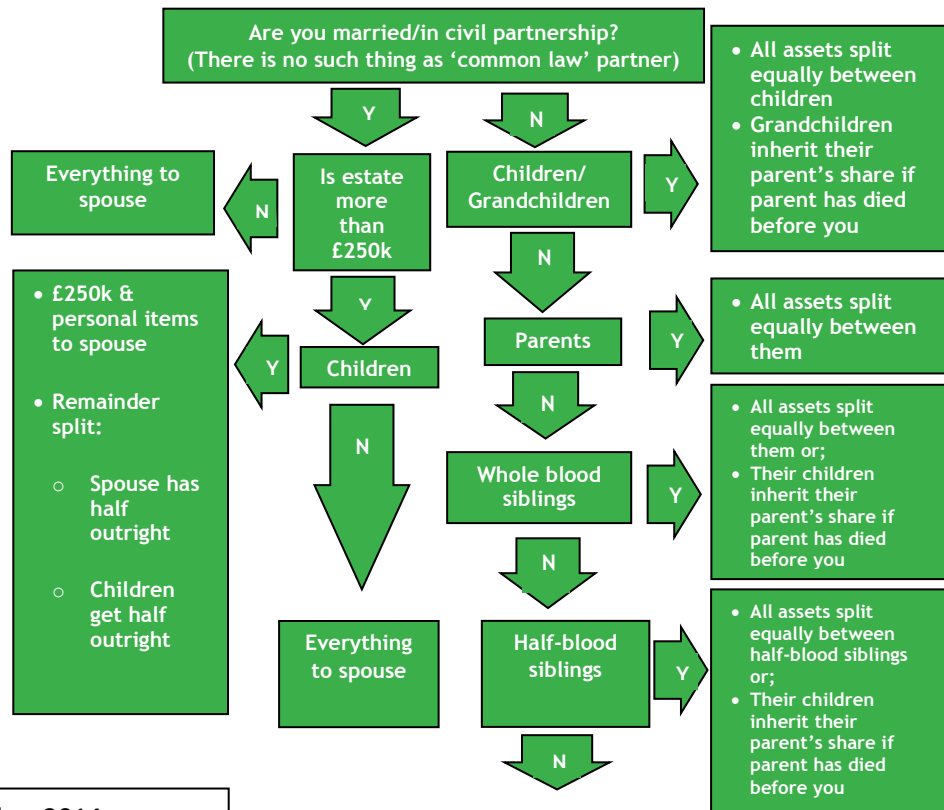 Are you married/in civil partnership?
(There is no such thing as ‘common law’ partner)
Y
N
• All assets split
equally between
children
• Grandchildren
inherit their
parent’s share if
parent has died
before you
Everything to
spouse
N
Is estate
more
than
£250k
Children/
Grandchildren
Y
Y
N
• £250k &
personal items
to spouse
• Remainder
split:
o Spouse has
half
outright
o Children
get half
outright
Y
Children
Parents
Y
• All assets split
equally between
them
N
N
Whole blood
siblings
Y
• All assets split
equally between
them or;
• Their children
inherit their
parent’s share if
parent has died
before you
N
Everything
to spouse
Half-blood
siblings
Y
• All assets split
equally between
half-blood siblings
or;
• Their children
inherit their
parent’s share if
parent has died
before you
N